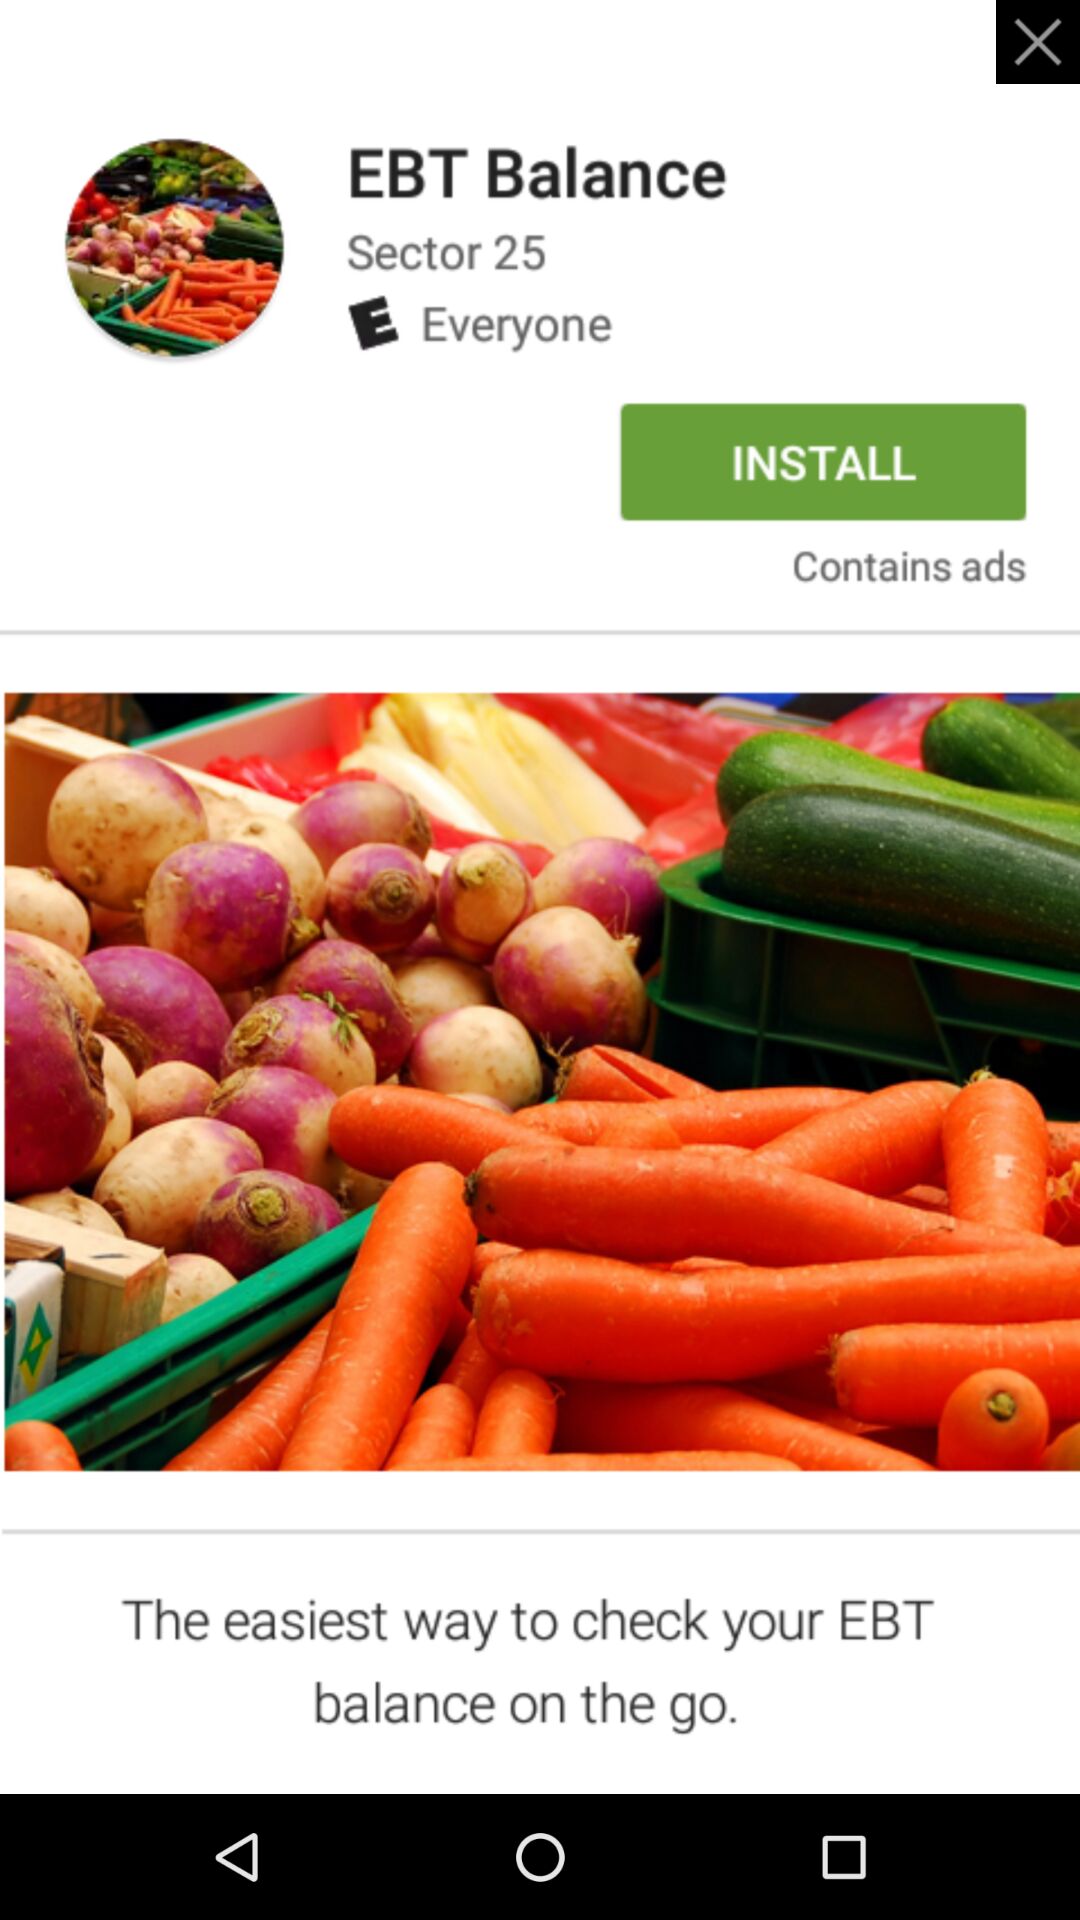 EBT Balance
Sector 25
E Everyone
INSTALL
Contains ads
The easiest way to check your EBT
balance on the go.